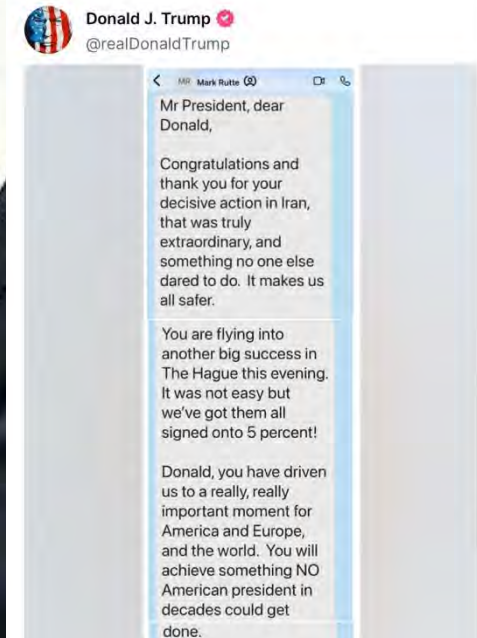 Donald J. Trump
@realDonaldTrump
MR Mark Rutte
Mr President, dear
Donald,
Congratulations and
thank you for your
decisive action in Iran,
that was truly
extraordinary, and
something no one else
dared to do. It makes us
all safer.
You are flying into
another big success in
The Hague this evening.
It was not easy but
we've got them all
signed onto 5 percent!
Donald, you have driven
us to a really, really
important moment for
America and Europe,
and the world. You will
achieve something NO
American president in
decades could get
done.